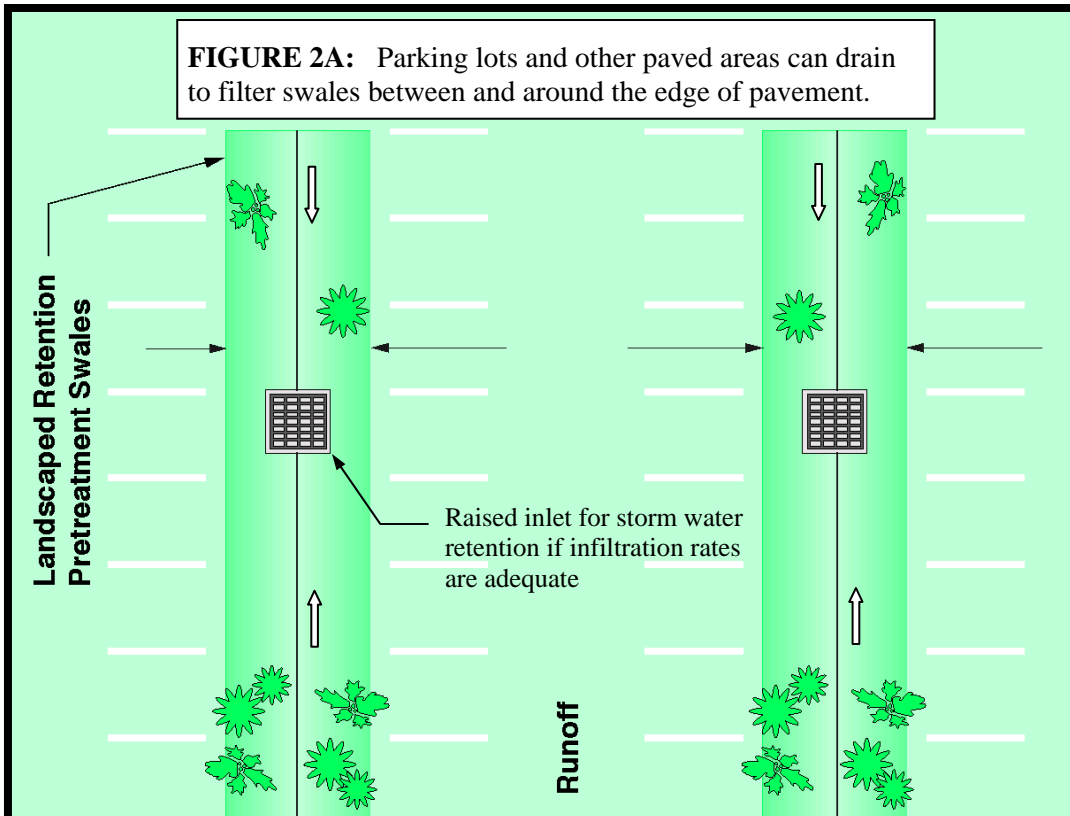 FIGURE 2A: Parking lots and other paved areas can drain
to filter swales between and around the edge of pavement.
Landscaped Retention
Pretreatment Swales
Raised inlet for storm water
retention if infiltration rates
are adequate
Runoff